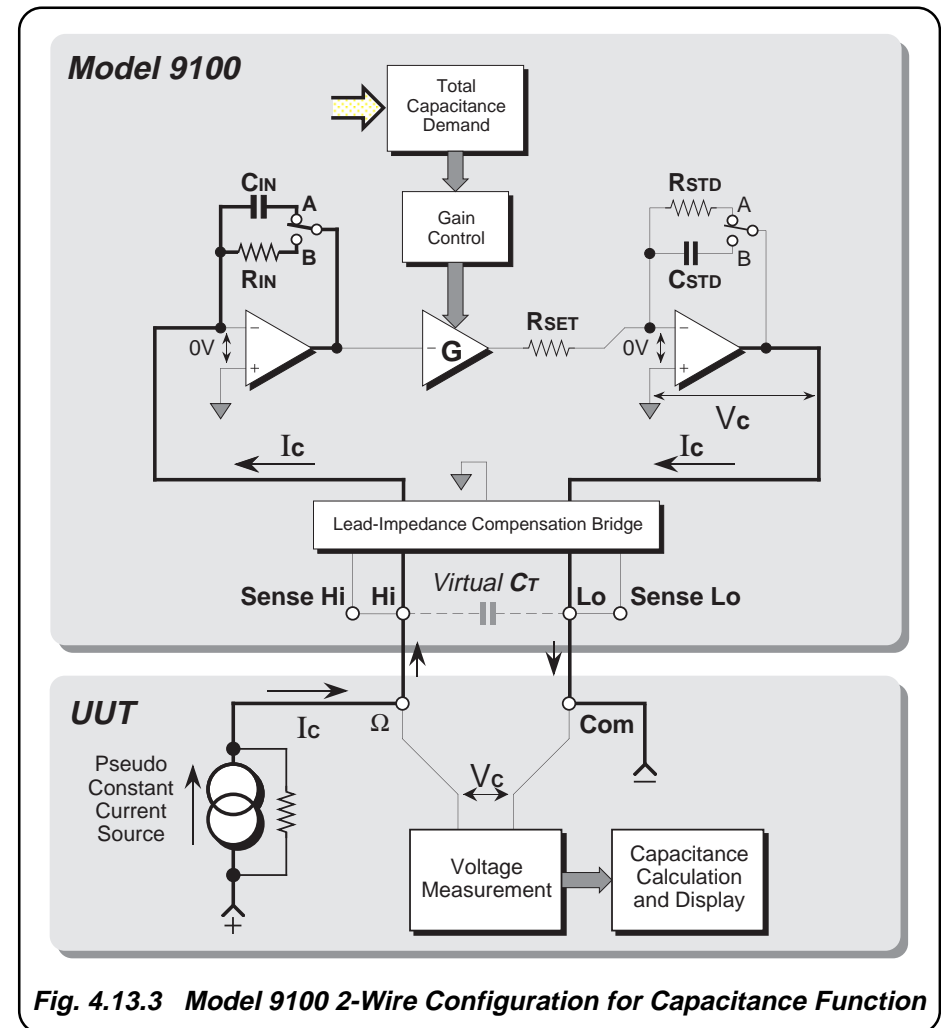 Model 9100
Total
Capacitance
Demand
Gain
Control
CIN
A
B
RIN
RSTD
A
B
CSTD
RSET
0V
−
+
−
G
0V
−
+
Vc
Ic
Ic
Lead-Impedance Compensation Bridge
Virtual CT
Sense Hi
Hi
Lo
Sense Lo
UUT
Ic
Ω
Com
−
Pseudo
Constant
Current
Source
+
Vc
Voltage
Measurement
Capacitance
Calculation
and Display
Fig. 4.13.3 Model 9100 2-Wire Configuration for Capacitance Function